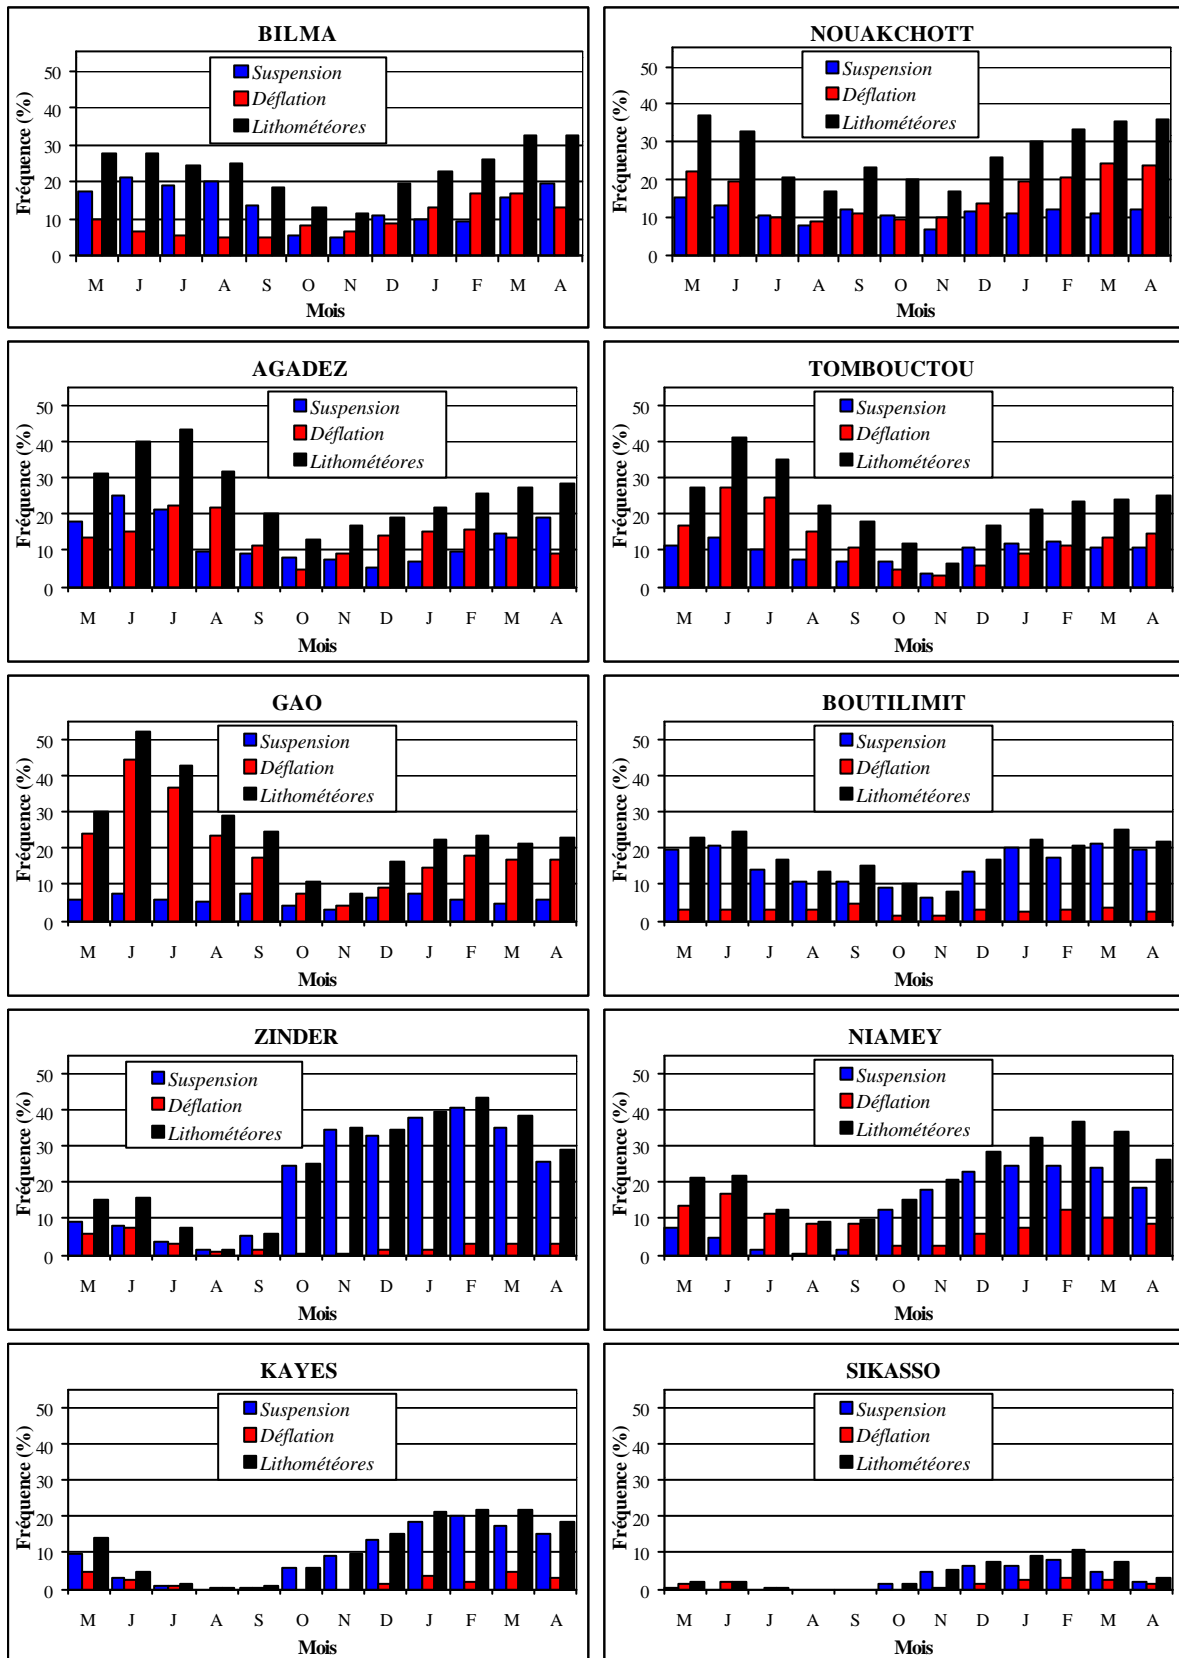 BILMA
Suspension
Déflation
Lithométéores
Fréquence (%)
50
40
30
20
10
0
M J J A S O N D J F M A
Mois
NOUAKCHOTT
Suspension
Déflation
Lithométéores
Fréquence (%)
50
40
30
20
10
0
M J J A S O N D J F M A
Mois
AGADEZ
Suspension
Déflation
Lithométéores
Fréquence (%)
50
40
30
20
10
0
M J J A S O N D J F M A
Mois
TOMBOUCTOU
Suspension
Déflation
Lithométéores
Fréquence (%)
50
40
30
20
10
0
M J J A S O N D J F M A
Mois
GAO
Suspension
Déflation
Lithométéores
Fréquence (%)
50
40
30
20
10
0
M J J A S O N D J F M A
Mois
BOUTILIMIT
Suspension
Déflation
Lithométéores
Fréquence (%)
50
40
30
20
10
0
M J J A S O N D J F M A
Mois
ZINDER
Suspension
Déflation
Lithométéores
Fréquence (%)
50
40
30
20
10
0
M J J A S O N D J F M A
Mois
NIAMEY
Suspension
Déflation
Lithométéores
Fréquence (%)
50
40
30
20
10
0
M J J A S O N D J F M A
Mois
KAYES
Suspension
Déflation
Lithométéores
Fréquence (%)
50
40
30
20
10
0
M J J A S O N D J F M A
Mois
SIKASSO
Suspension
Déflation
Lithométéores
Fréquence (%)
50
40
30
20
10
0
M J J A S O N D J F M A
Mois